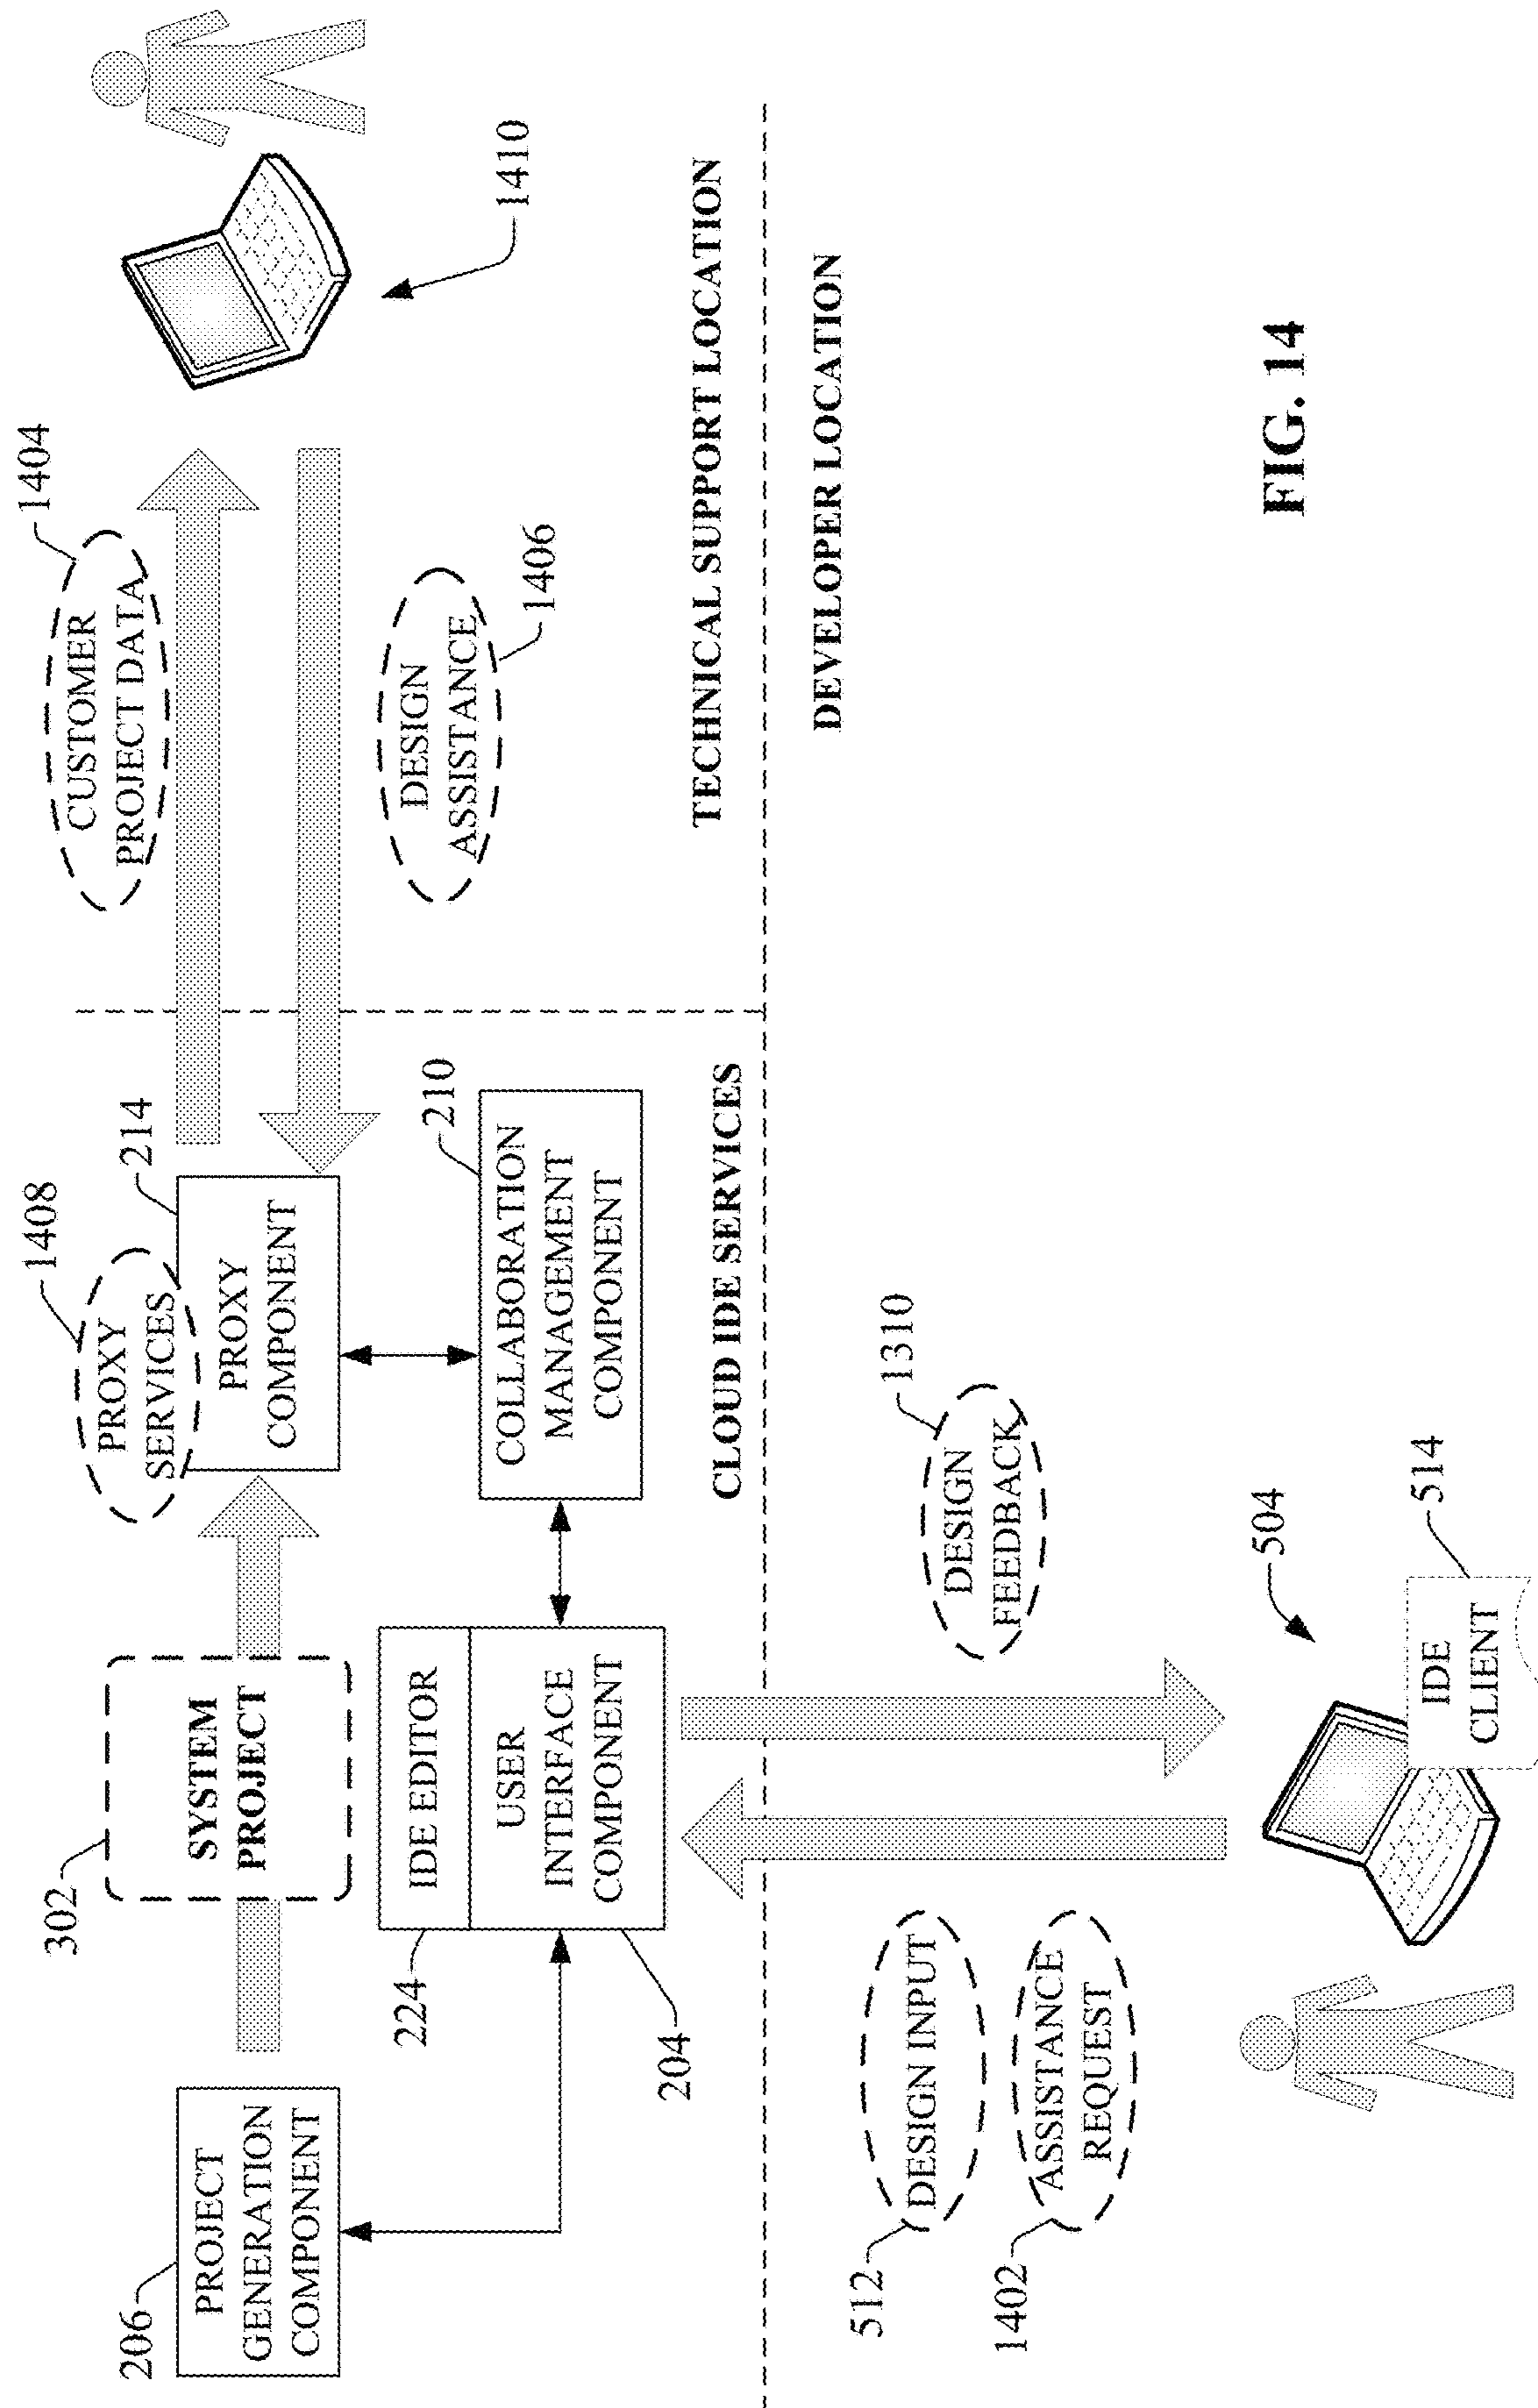 206
PROJECT
GENERATION
COMPONENT
302
SYSTEM
PROJECT
1408
PROXY
SERVICES
214
PROXY
COMPONENT
1404
CUSTOMER
PROJECT DATA
1410
224
IDE EDITOR
USER
INTERFACE
COMPONENT
204
210
COLLABORATION
MANAGEMENT
COMPONENT
DESIGN
ASSISTANCE
1406
CLOUD IDE SERVICES
TECHNICAL SUPPORT LOCATION
DEVELOPER LOCATION
512
DESIGN INPUT
1402
ASSISTANCE
REQUEST
DESIGN
FEEDBACK
1310
504
IDE
CLIENT
514
FIG. 14